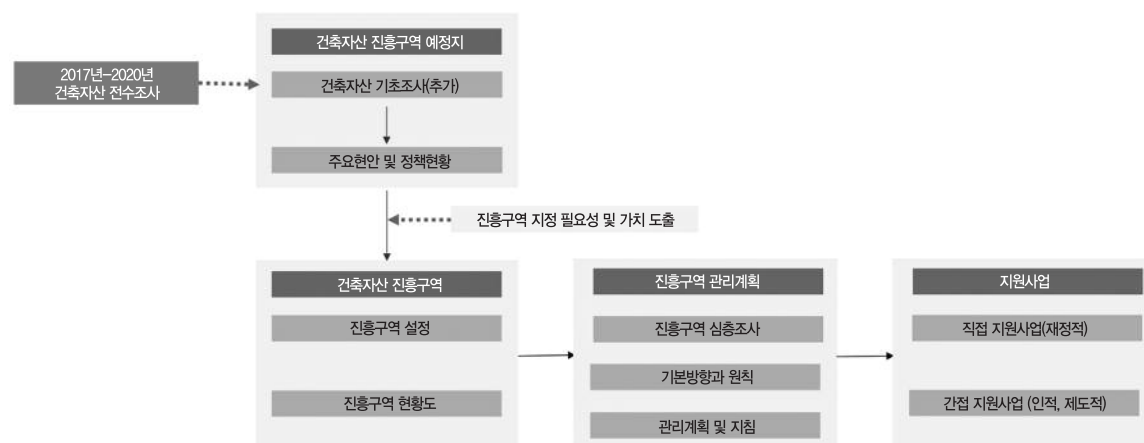 건축자산 진흥구역 예정지
2017년-2020년
건축자산 전수조사
건축자산 기초조사(추가)
주요현안 및 정책현황
진흥구역 지정 필요성 및 가치 도출
건축자산 진흥구역
진흥구역 설정
진흥구역 현황도
진흥구역 관리계획
진흥구역 심층조사
기본방향과 원칙
관리계획 및 지침
지원사업
직접 지원사업(재정적)
간접 지원사업 (인적, 제도적)